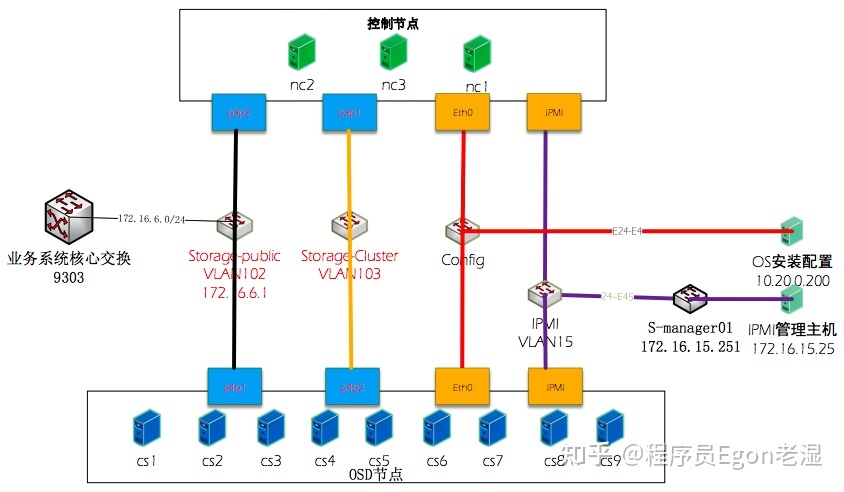 控制节点
nc2
nc3
nc1
p3p2
p3p1
Eth0
IPMI
172.16.6.0/24
业务系统核心交换
9303
Storage-public
VLAN102
172.16.6.1
Storage-Cluster
VLAN103
Config
E24-E4
OS安装配置
10.20.0.200
IPMI
VLAN15
24-E45
S-manager01
172.16.15.251
IPMI管理主机
172.16.15.25
p4p1
p4p2
Eth0
IPMI
cs1
cs2
cs3
cs4
cs5
cs6
cs7
cs8
cs9
OSD节点
知乎 @程序员Egon老湿